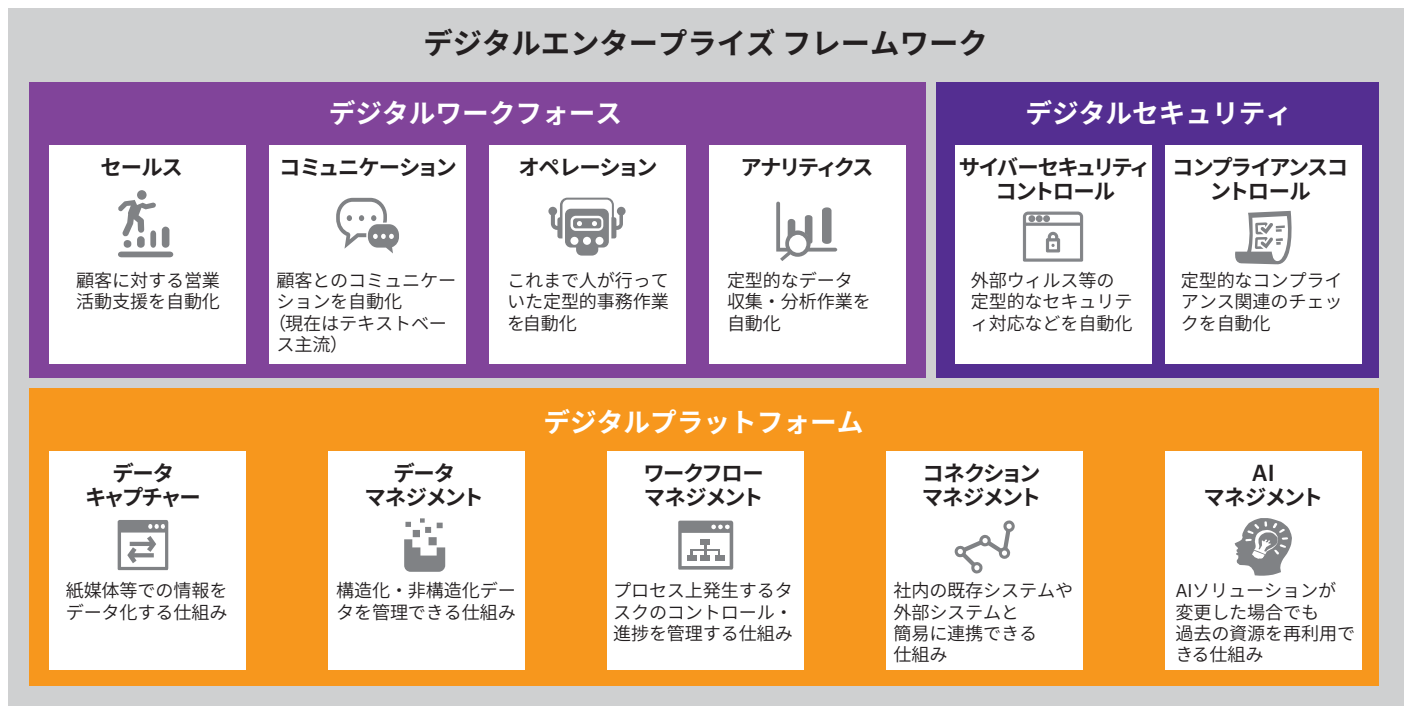 デジタルエンタープライズ フレームワーク
デジタルワークフォース
セールス
顧客に対する営業
活動支援を自動化
コミュニケーション
顧客とのコミュニケー
ションを自動化
(現在はテキストベー
ス主流)
オペレーション
これまで人が行って
いた定型的事務作業
を自動化
アナリティクス
定型的なデータ
収集・分析作業を
自動化
デジタルセキュリティ
サイバーセキュリティ
コントロール
外部ウィルス等の
定型的なセキュリテ
ィ対応などを自動化
コンプライアンスコ
ントロール
定型的なコンプライ
アンス関連のチェッ
クを自動化
デジタルプラットフォーム
データ
キャプチャー
紙媒体等での情報を
データ化する仕組み
データ
マネジメント
構造化・非構造化デー
タを管理できる仕組み
ワークフロー
マネジメント
プロセス上発生するタ
スクのコントロール・
進捗を管理する仕組み
コネクション
マネジメント
社内の既存システムや
外部システムと
簡易に連携できる
仕組み
AI
マネジメント
AIソリューションが
変更した場合でも
過去の資源を再利用で
きる仕組み